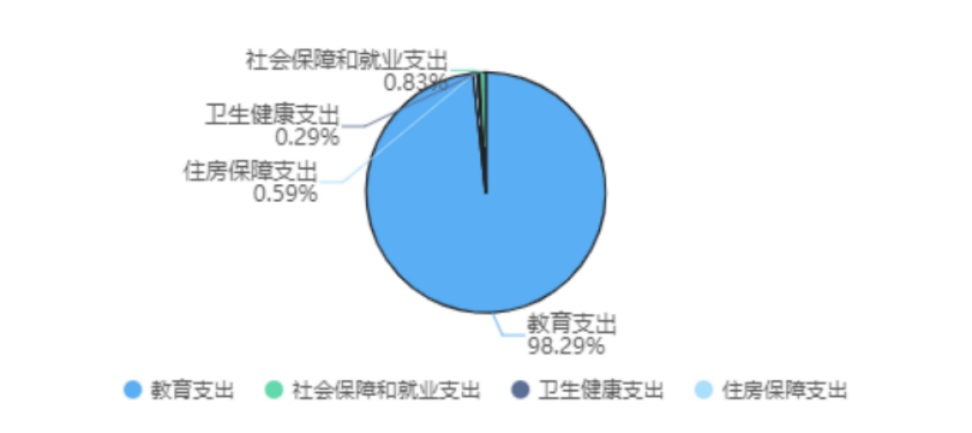 社会保障和就业支出
0.83%
卫生健康支出
0.29%
住房保障支出
0.59%
教育支出
98.29%
教育支出 社会保障和就业支出 卫生健康支出 住房保障支出